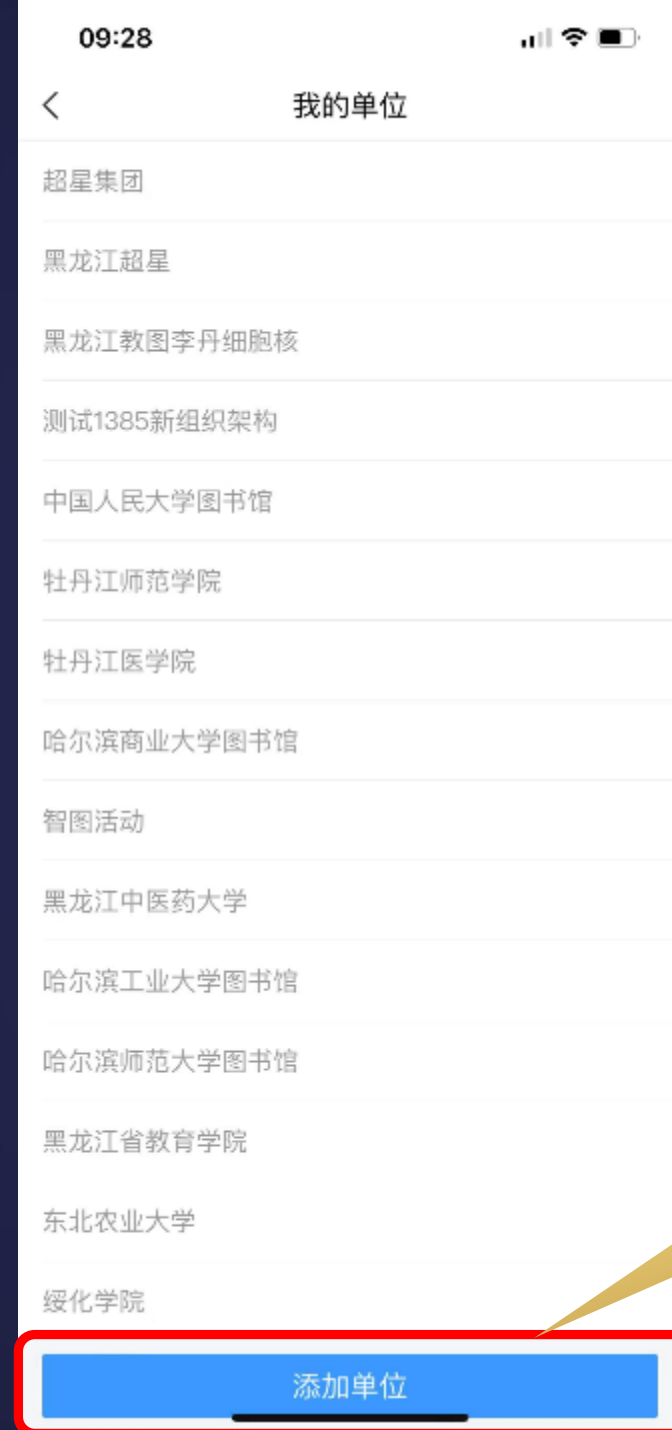 09:28
我的单位
超星集团
黑龙江超星
黑龙江教图李丹细胞核
测试1385新组织架构
中国人民大学图书馆
牡丹江师范学院
牡丹江医学院
哈尔滨商业大学图书馆
智图活动
黑龙江中医药大学
哈尔滨工业大学图书馆
哈尔滨师范大学图书馆
黑龙江省教育学院
东北农业大学
绥化学院
添加单位